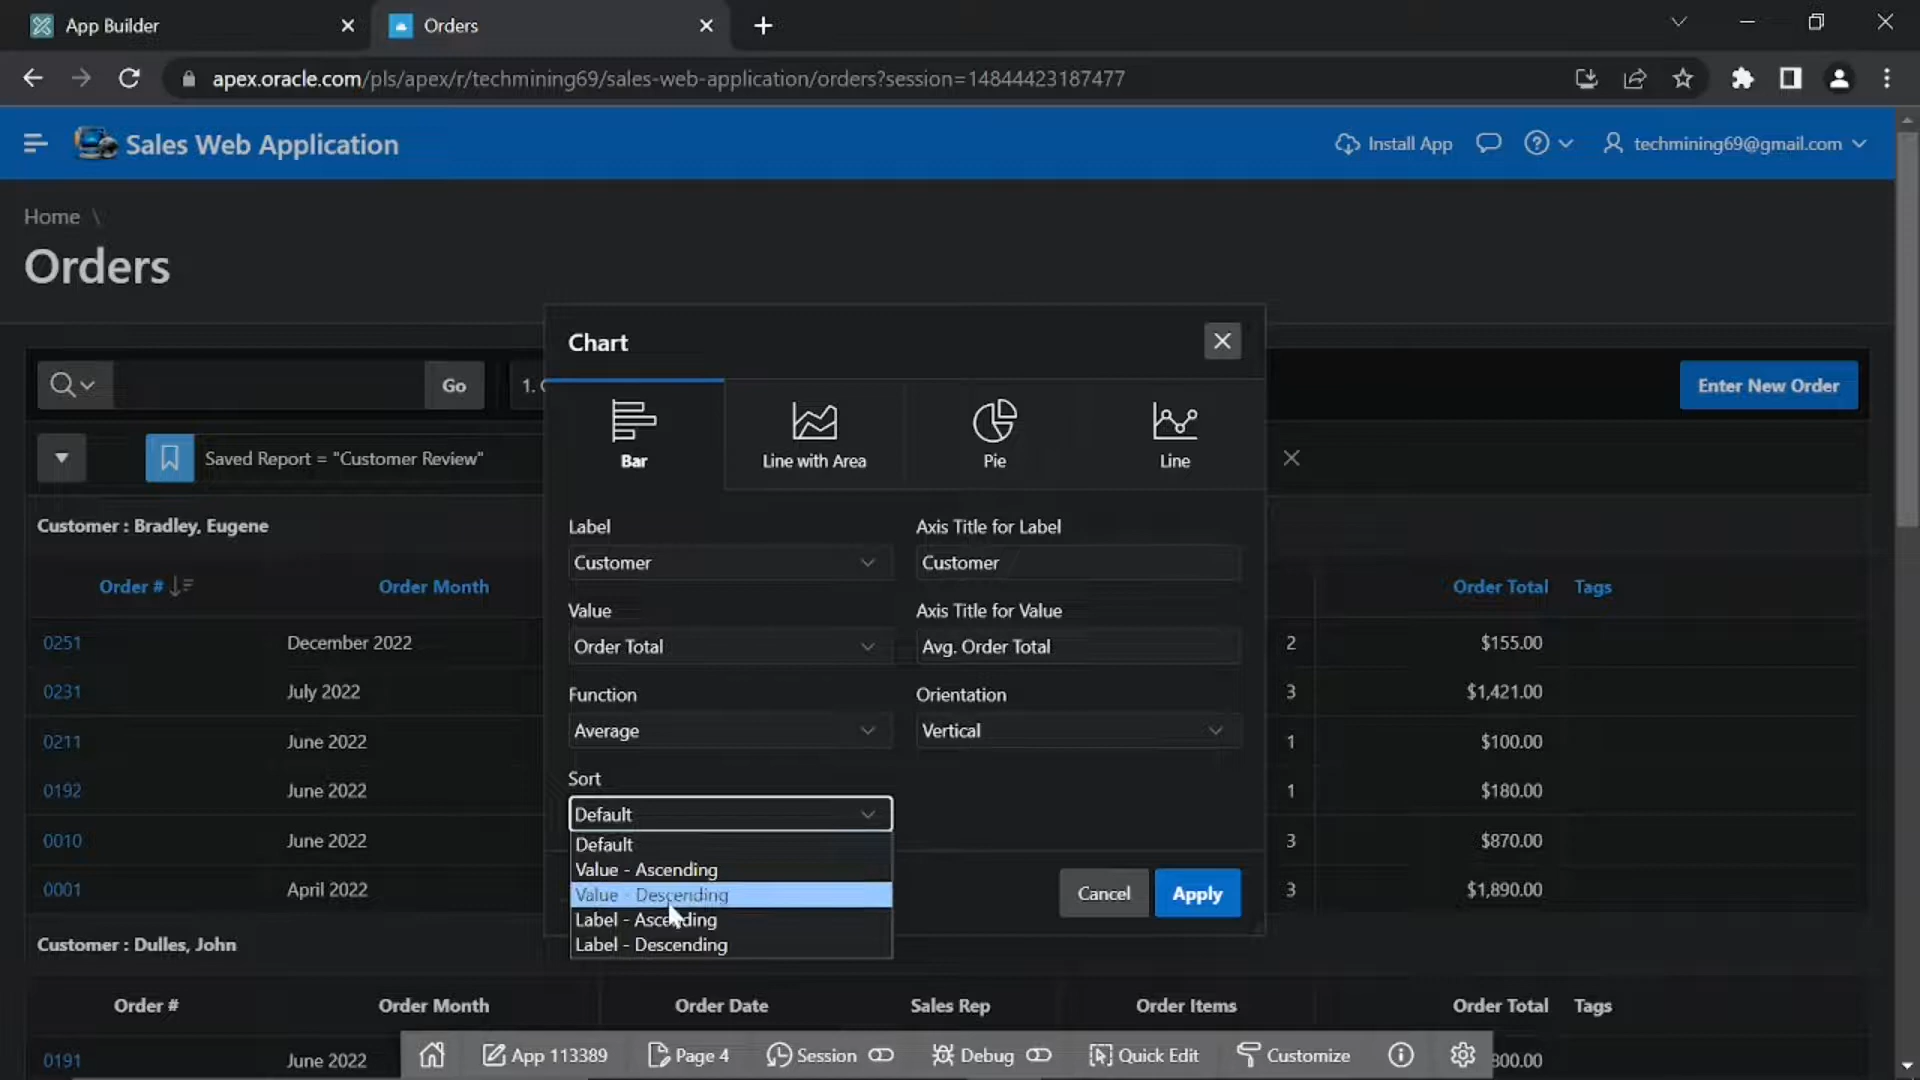 App Builder
Orders
apex.oracle.com/pls/apex/r/techmining69/sales-web-application/orders?session=14844423187477
Sales Web Application
Install App
techmining69@gmail.com
Home \
Orders
Chart
Go
1.
Enter New Order
Bar
Line with Area
Pie
Line
Saved Report = "Customer Review"
Customer : Bradley, Eugene
Label
Axis Title for Label
Customer
Customer
Order #
Order Month
Order Total
Tags
Value
Axis Title for Value
Order Total
Avg. Order Total
0251
December 2022
2
$155.00
0231
July 2022
3
$1,421.00
Function
Orientation
Average
Vertical
0211
June 2022
1
$100.00
Sort
0192
June 2022
1
$180.00
Default
Default
Value - Ascending
Value - Descending
Label - Ascending
Label - Descending
0010
June 2022
3
$870.00
0001
April 2022
Cancel
Apply
3
$1,890.00
Customer : Dulles, John
Order #
Order Month
Order Date
Sales Rep
Order Items
Order Total
Tags
0191
June 2022
App 113389
Page 4
Session
Debug
Quick Edit
Customize